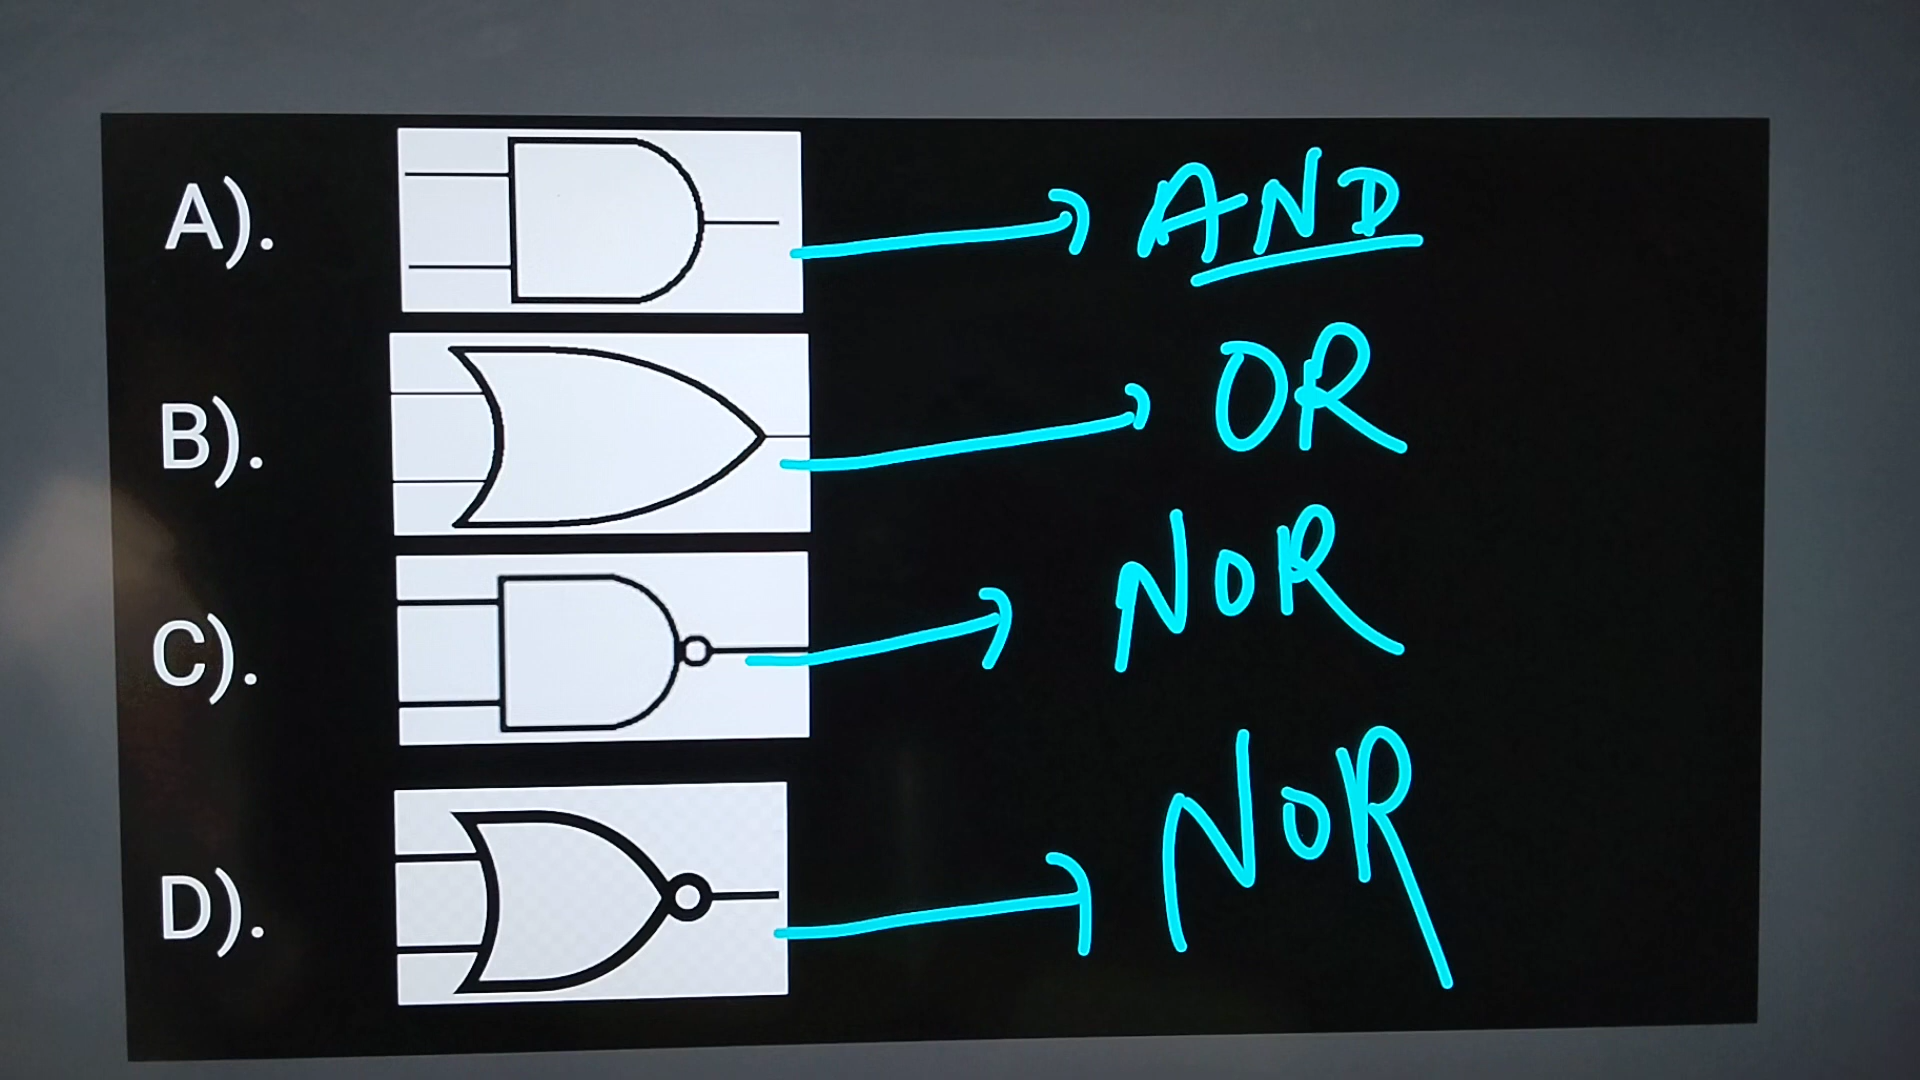 A). AND
B). OR
C). NOR
D). NOR